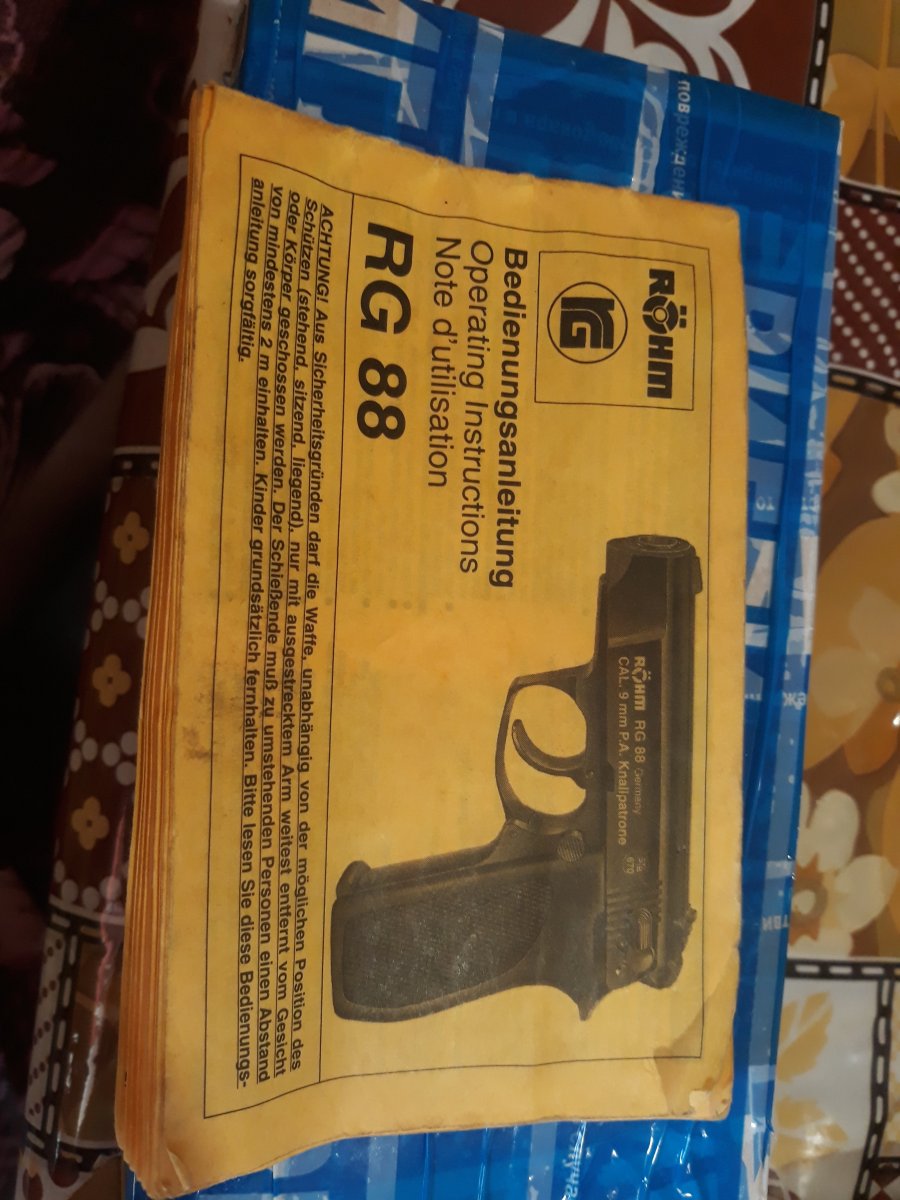 RÖHM
RG
Bedienungsanleitung
Operating Instructions
Note d'utilisation
RG 88
RÖHM RG 88 Germany
CAL. 9 mm P.A. Knallpatrone
670
ACHTUNG! Aus Sicherheitsgründen darf die Waffe, unabhängig von der möglichen Position des
Schützen (stehend, sitzend, liegend), nur mit ausgestrecktem Arm weitest entfernt vom Gesicht
oder Körper geschossen werden. Der Schießende muß zu umstehenden Personen einen Abstand
von mindestens 2 m einhalten. Kinder grundsätzlich fernhalten. Bitte lesen Sie diese Bedienungs-
anleitung sorgfältig.